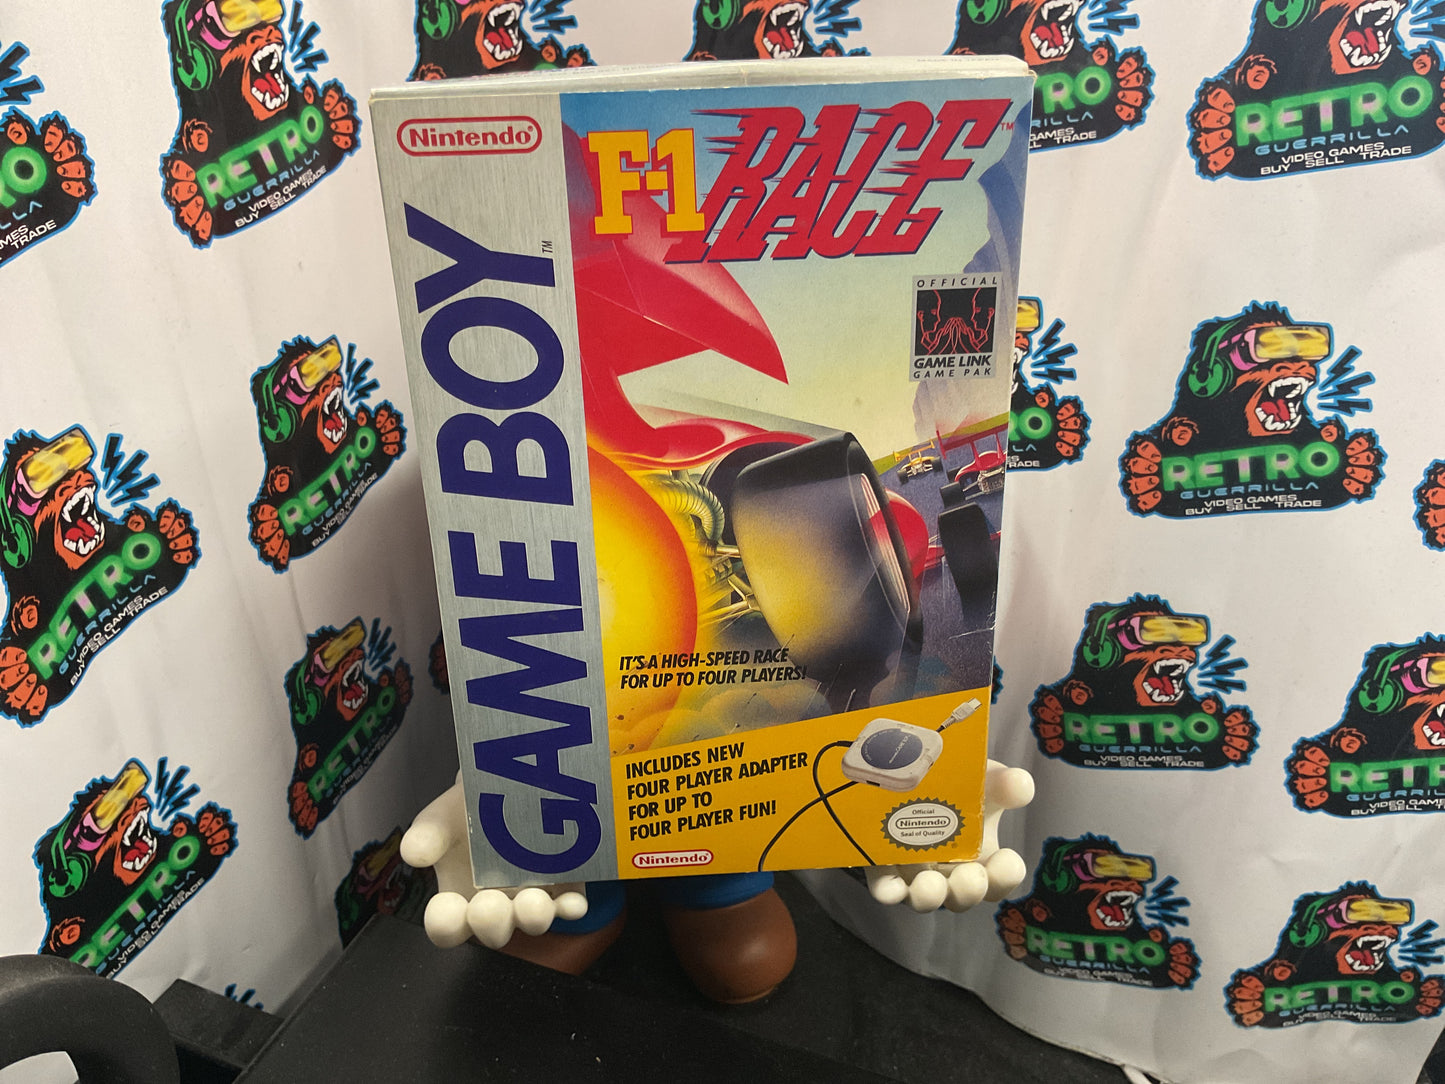 Nintendo
GAME BOY™
F-1 RACE™
OFFICIAL
GAME LINK
GAME PAK
IT'S A HIGH-SPEED RACE
FOR UP TO FOUR PLAYERS!
INCLUDES NEW
FOUR PLAYER ADAPTER
FOR UP TO
FOUR PLAYER FUN!
Nintendo
Official
Nintendo
Seal of Quality
RETRO
GUERRILLA
VIDEO GAMES
BUY SELL TRADE